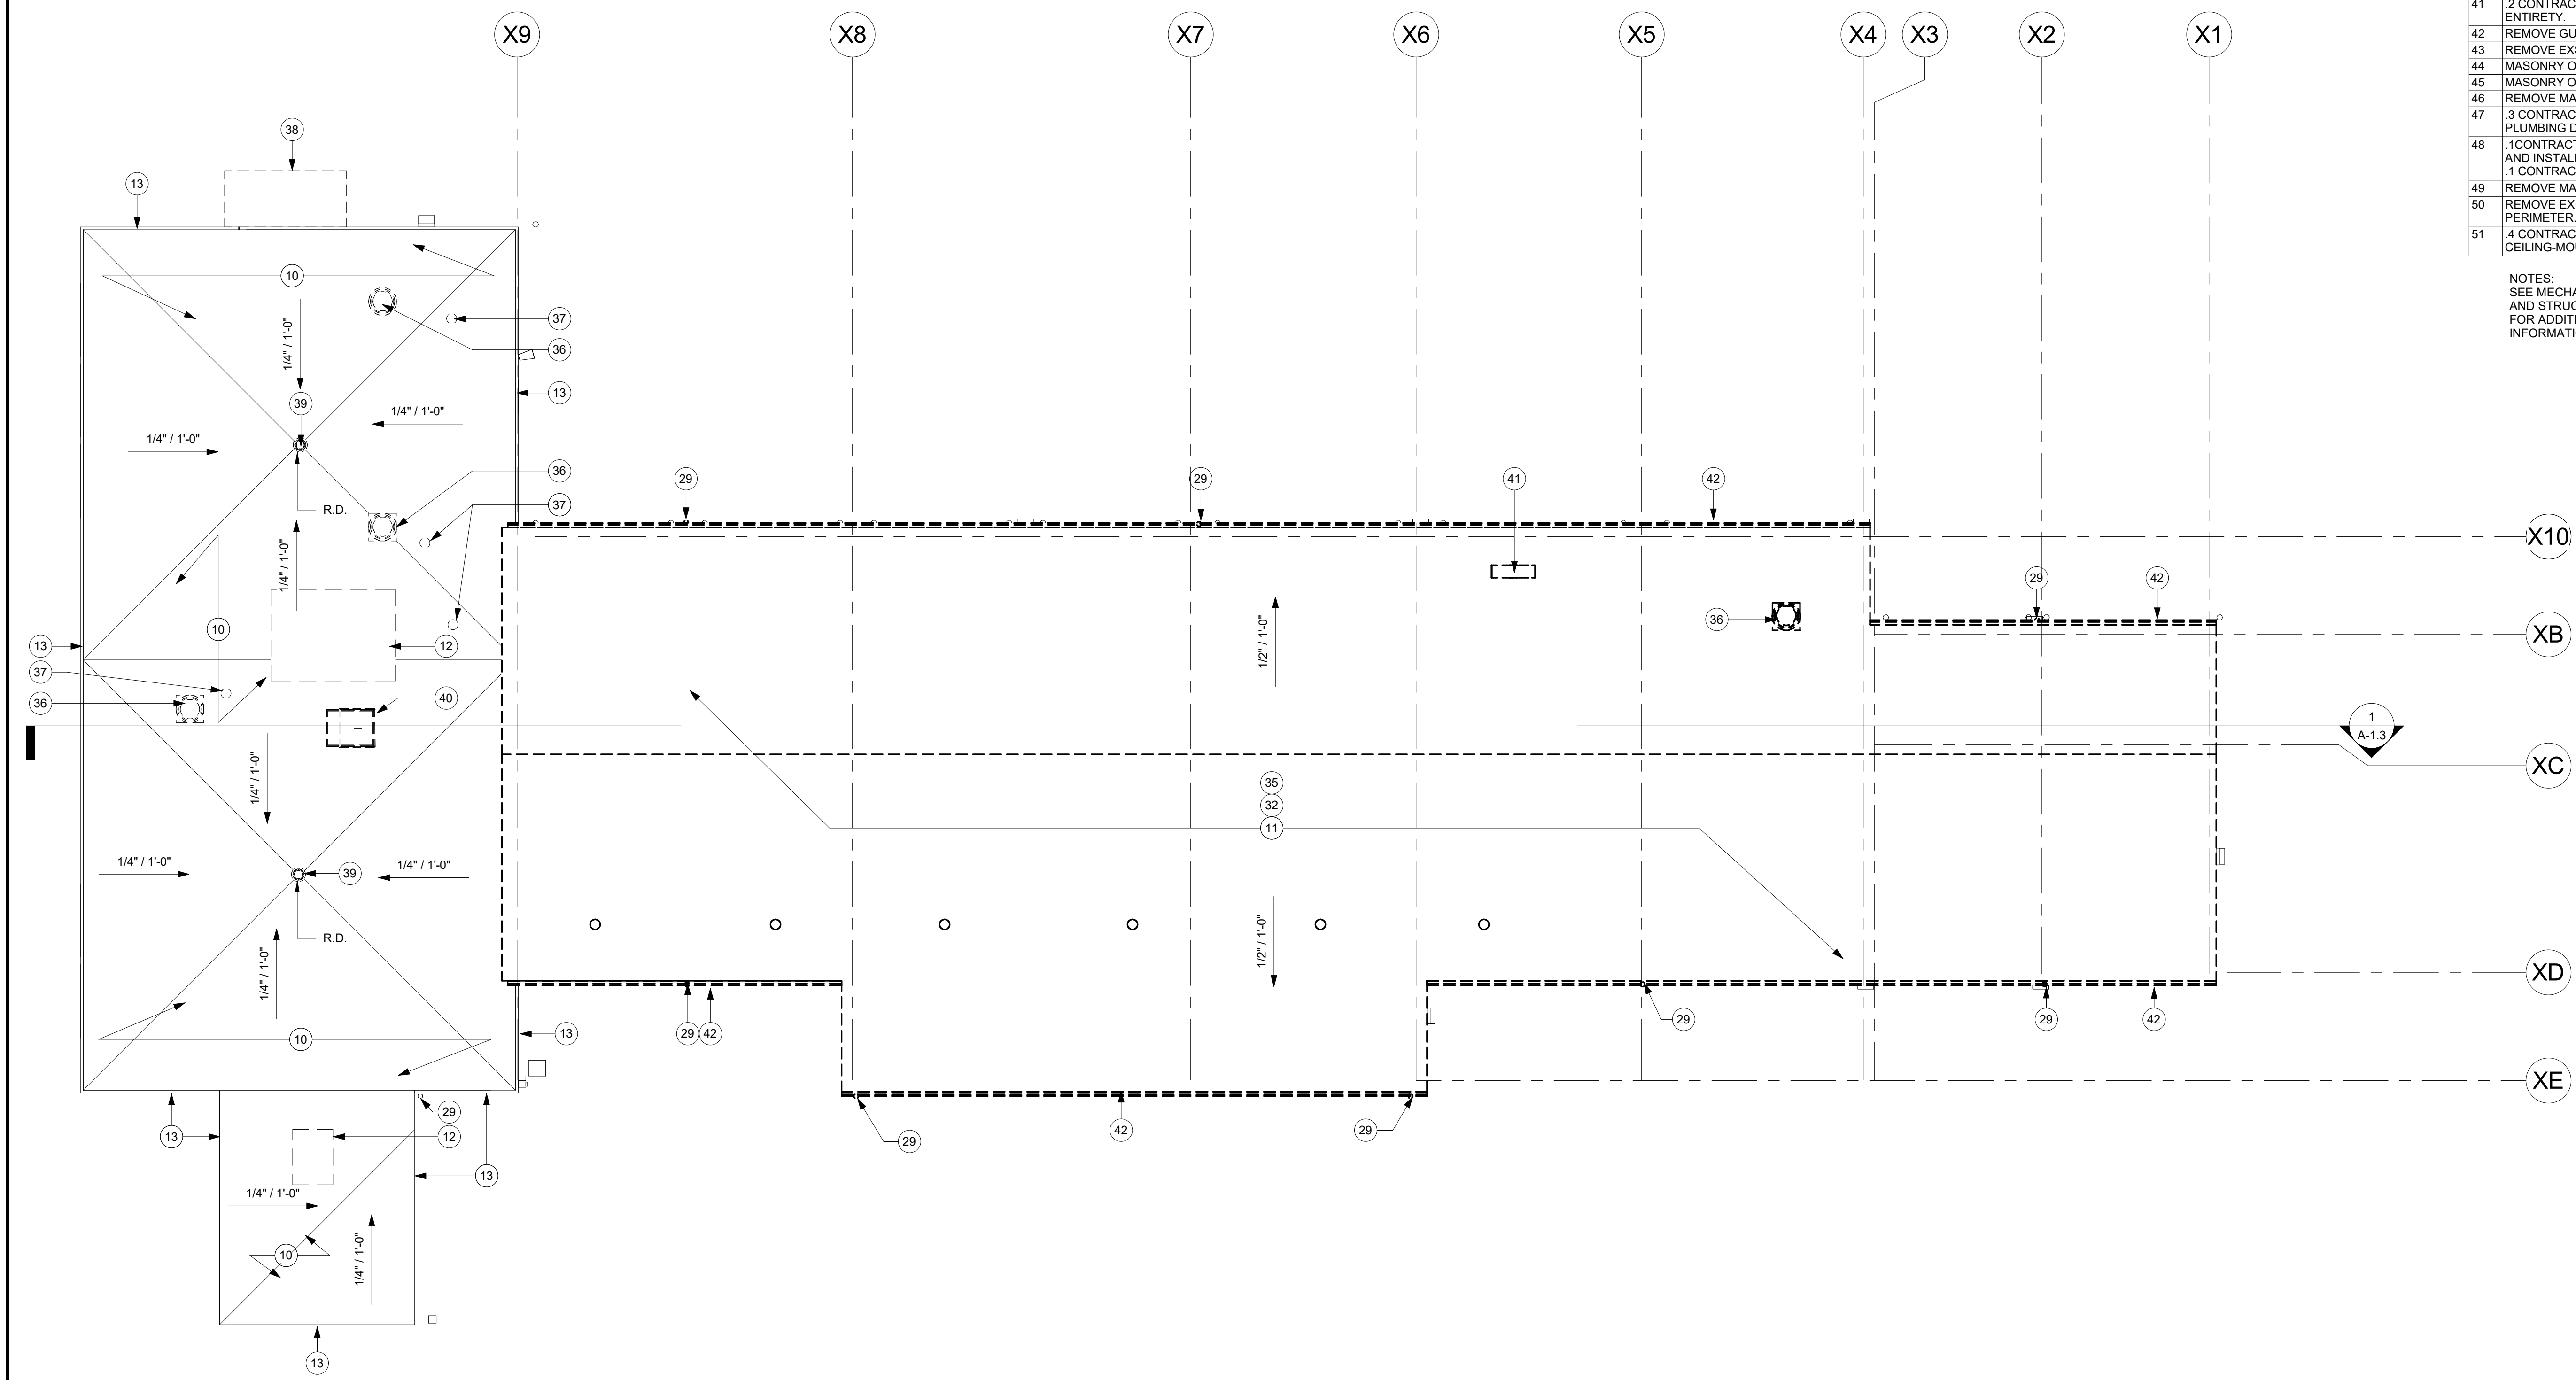 X9
X8
X7
X6
X5
X4
X3
X2
X1
41 .2 CONTRAC
ENTIRETY.
42 REMOVE GU
43 REMOVE EXS
44 MASONRY O
45 MASONRY O
46 REMOVE MA
47 .3 CONTRAC
PLUMBING D
48 .1CONTRACT
AND INSTALL
.1 CONTRAC
49 REMOVE MA
50 REMOVE EXI
PERIMETER.
51 .4 CONTRAC
CEILING-MOU
NOTES:
SEE MECHA
AND STRUC
FOR ADDITI
INFORMATI
38
13
10
37
36
1/4" / 1'-0"
13
39
1/4" / 1'-0"
1/4" / 1'-0"
36
29
29
41
42
37
R.D.
X10
1/4" / 1'-0"
29
42
36
10
1/2" / 1'-0"
XB
13
12
37
40
36
1
A-1.3
1/4" / 1'-0"
XC
35
32
11
1/4" / 1'-0"
39
1/4" / 1'-0"
R.D.
1/2" / 1'-0"
1/4" / 1'-0"
XD
29
42
29
29
42
13
10
XE
29
13
12
29
42
29
13
1/4" / 1'-0"
10
1/4" / 1'-0"
13